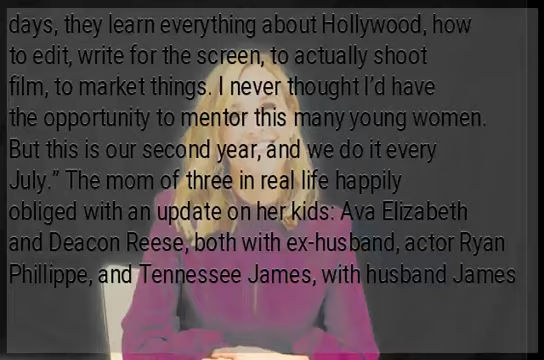 days, they learn everything about Hollywood, how
to edit, write for the screen, to actually shoot
film, to market things. I never thought I’d have
the opportunity to mentor this many young women.
But this is our second year, and we do it every
July.” The mom of three in real life happily
obliged with an update on her kids: Ava Elizabeth
and Deacon Reese, both with ex-husband, actor Ryan
Phillippe, and Tennessee James, with husband James